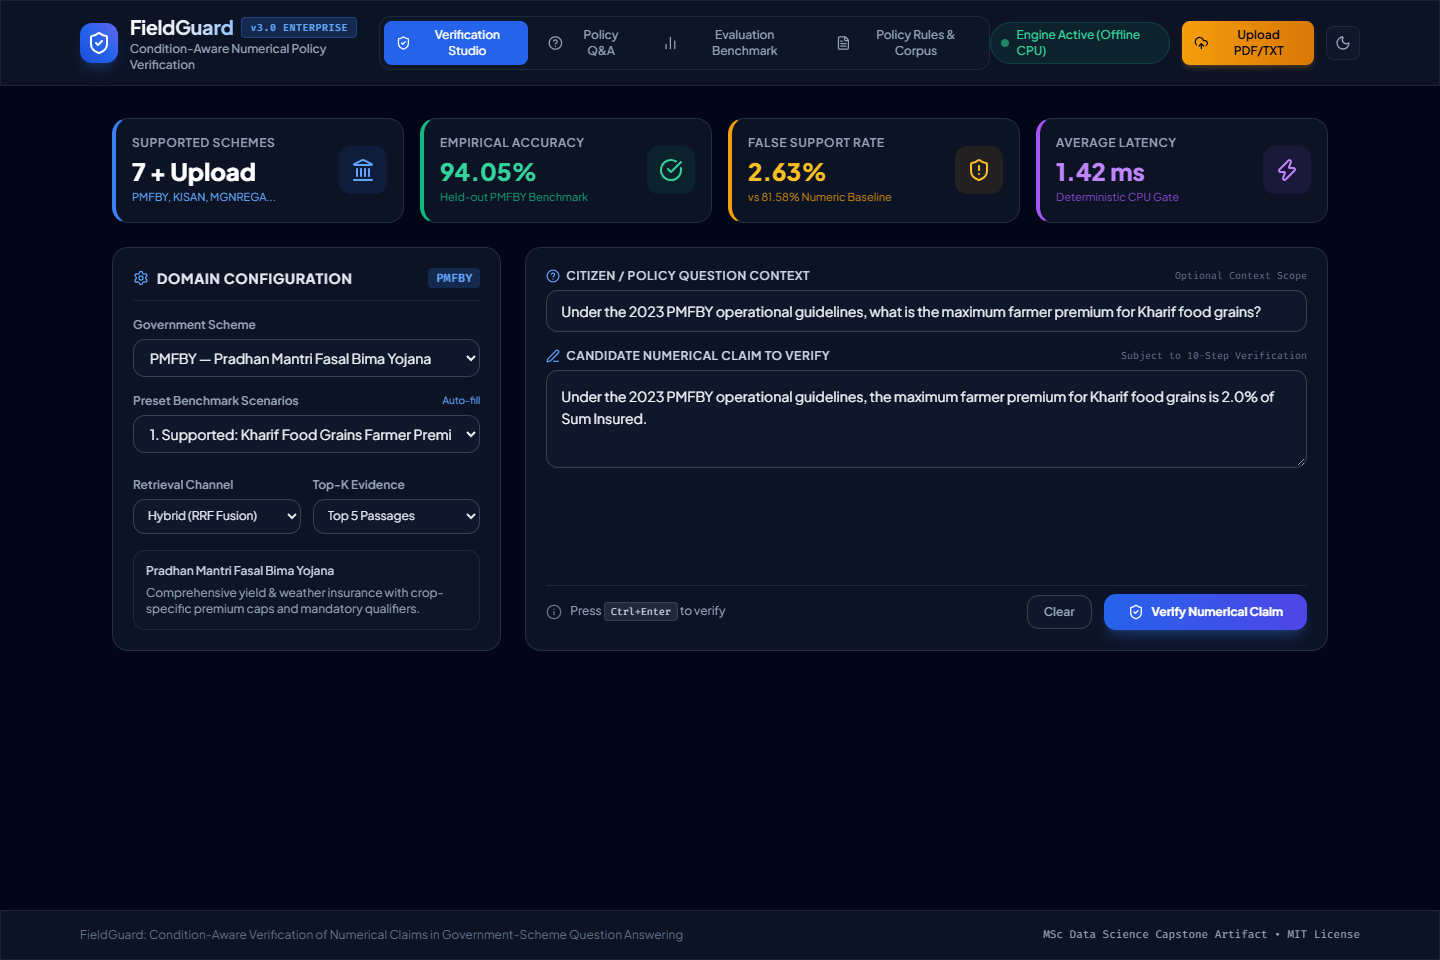 FieldGuard v3.0 ENTERPRISE
Condition-Aware Numerical Policy
Verification
Verification
Studio
Policy
Q&A
Evaluation
Benchmark
Policy Rules &
Corpus
Engine Active (Offline
CPU)
Upload
PDF/TXT
SUPPORTED SCHEMES
7 + Upload
PMFBY, KISAN, MGNREGA...
EMPIRICAL ACCURACY
94.05%
Held-out PMFBY Benchmark
FALSE SUPPORT RATE
2.63%
vs 81.58% Numeric Baseline
AVERAGE LATENCY
1.42 ms
Deterministic CPU Gate
DOMAIN CONFIGURATION PMFBY
Government Scheme
PMFBY — Pradhan Mantri Fasal Bima Yojana
Preset Benchmark Scenarios Auto-fill
1. Supported: Kharif Food Grains Farmer Premi
Retrieval Channel Top-K Evidence
Hybrid (RRF Fusion) Top 5 Passages
Pradhan Mantri Fasal Bima Yojana
Comprehensive yield & weather insurance with crop-
specific premium caps and mandatory qualifiers.
CITIZEN / POLICY QUESTION CONTEXT Optional Context Scope
Under the 2023 PMFBY operational guidelines, what is the maximum farmer premium for Kharif food grains?
CANDIDATE NUMERICAL CLAIM TO VERIFY Subject to 10-Step Verification
Under the 2023 PMFBY operational guidelines, the maximum farmer premium for Kharif food grains is 2.0% of
Sum Insured.
Press Ctrl+Enter to verify
Clear
Verify Numerical Claim
FieldGuard: Condition-Aware Verification of Numerical Claims in Government-Scheme Question Answering
MSc Data Science Capstone Artifact • MIT License